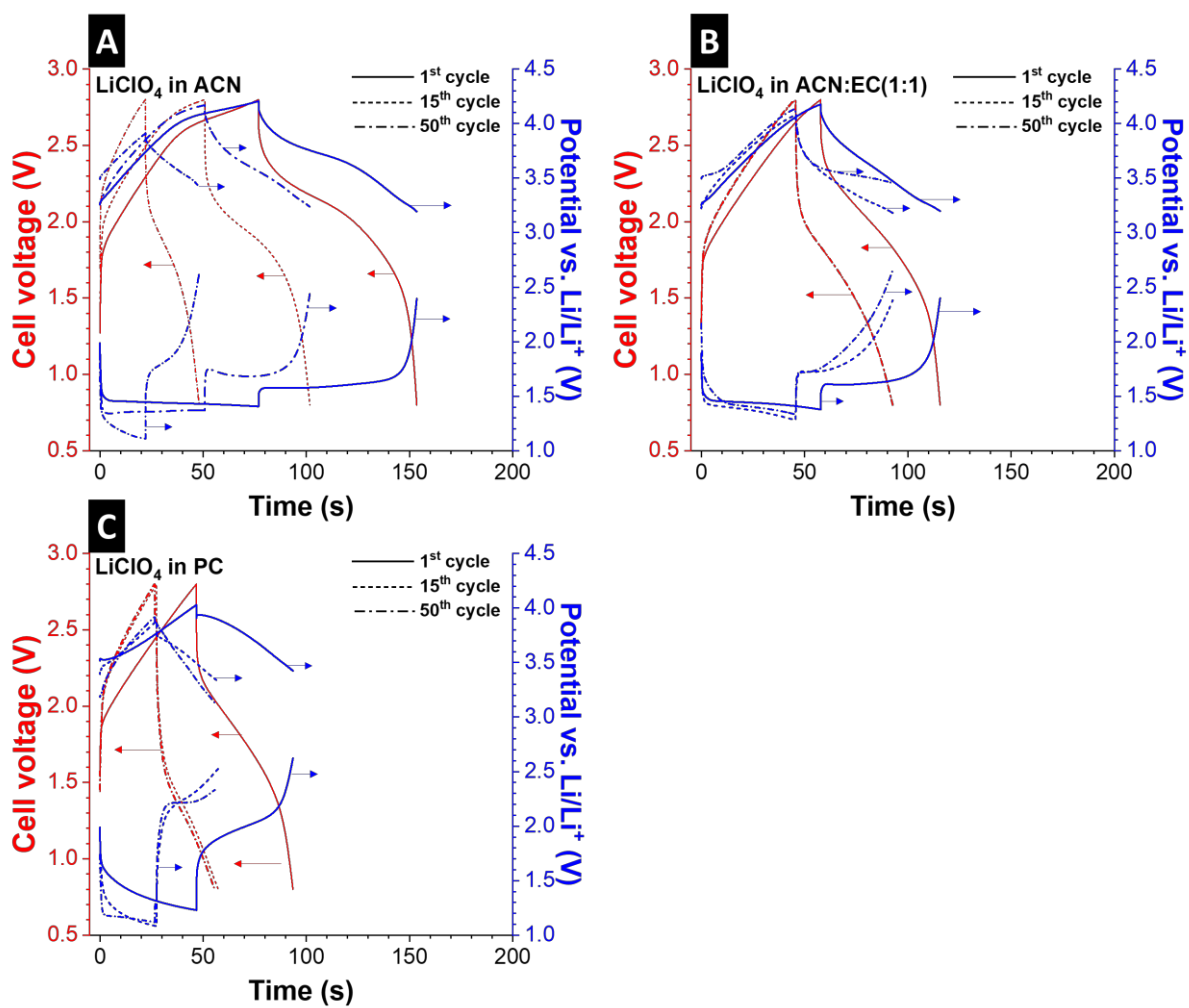 A
LiClO₄ in ACN
1ˢᵗ cycle
15ᵗʰ cycle
50ᵗʰ cycle
3.0
2.5
2.0
1.5
1.0
0.5
Cell voltage (V)
4.5
4.0
3.5
3.0
2.5
2.0
1.5
1.0
Potential vs. Li/Li⁺ (V)
0 50 100 150 200
Time (s)
B
LiClO₄ in ACN:EC(1:1)
1ˢᵗ cycle
15ᵗʰ cycle
50ᵗʰ cycle
3.0
2.5
2.0
1.5
1.0
0.5
Cell voltage (V)
4.5
4.0
3.5
3.0
2.5
2.0
1.5
1.0
Potential vs. Li/Li⁺ (V)
0 50 100 150 200
Time (s)
C
LiClO₄ in PC
1ˢᵗ cycle
15ᵗʰ cycle
50ᵗʰ cycle
3.0
2.5
2.0
1.5
1.0
0.5
Cell voltage (V)
4.5
4.0
3.5
3.0
2.5
2.0
1.5
1.0
Potential vs. Li/Li⁺ (V)
0 50 100 150 200
Time (s)